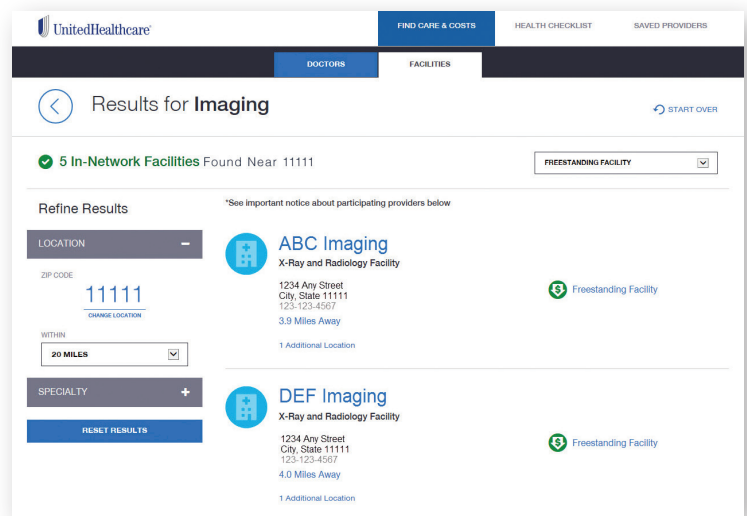 UnitedHealthcare®
FIND CARE & COSTS
HEALTH CHECKLIST
SAVED PROVIDERS
DOCTORS
FACILITIES
Results for Imaging
START OVER
5 In-Network Facilities Found Near 11111
FREESTANDING FACILITY
Refine Results
LOCATION
ZIP CODE
11111
CHANGE LOCATION
WITHIN
20 MILES
SPECIALTY
RESET RESULTS
*See important notice about participating providers below
ABC Imaging
X-Ray and Radiology Facility
1234 Any Street
City, State 11111
123-123-4567
3.9 Miles Away
1 Additional Location
$ Freestanding Facility
DEF Imaging
X-Ray and Radiology Facility
1234 Any Street
City, State 11111
123-123-4567
4.0 Miles Away
1 Additional Location
$ Freestanding Facility